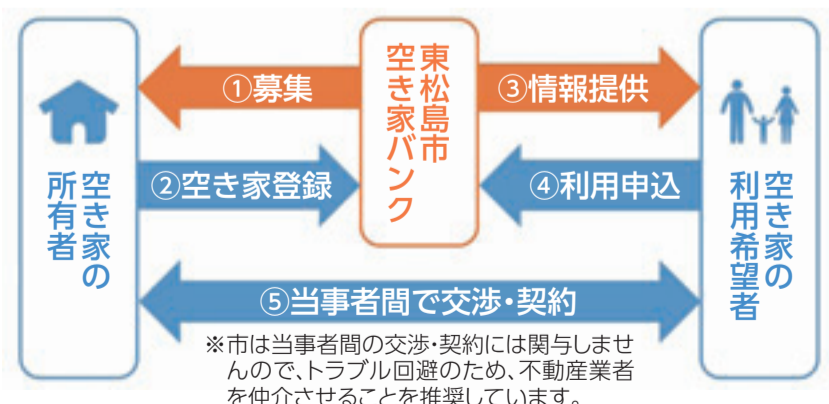 空き家の
所有者
①募集
②空き家登録
東松島市
空き家バンク
③情報提供
④利用申込
空き家の
利用希望者
⑤当事者間で交渉・契約
※市は当事者間の交渉・契約には関与しませ
んので、トラブル回避のため、不動産業者
を仲介させることを推奨しています。